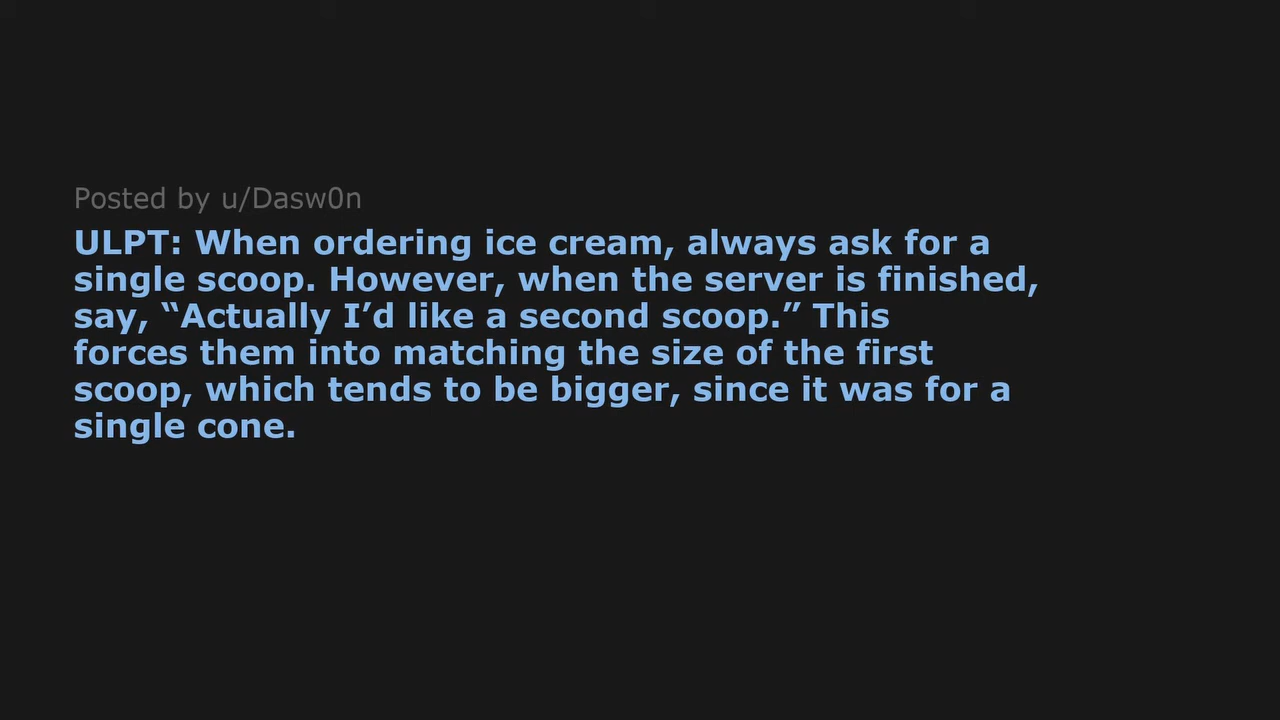 Posted by u/Dasw0n
ULPT: When ordering ice cream, always ask for a
single scoop. However, when the server is finished,
say, “Actually I’d like a second scoop.” This
forces them into matching the size of the first
scoop, which tends to be bigger, since it was for a
single cone.